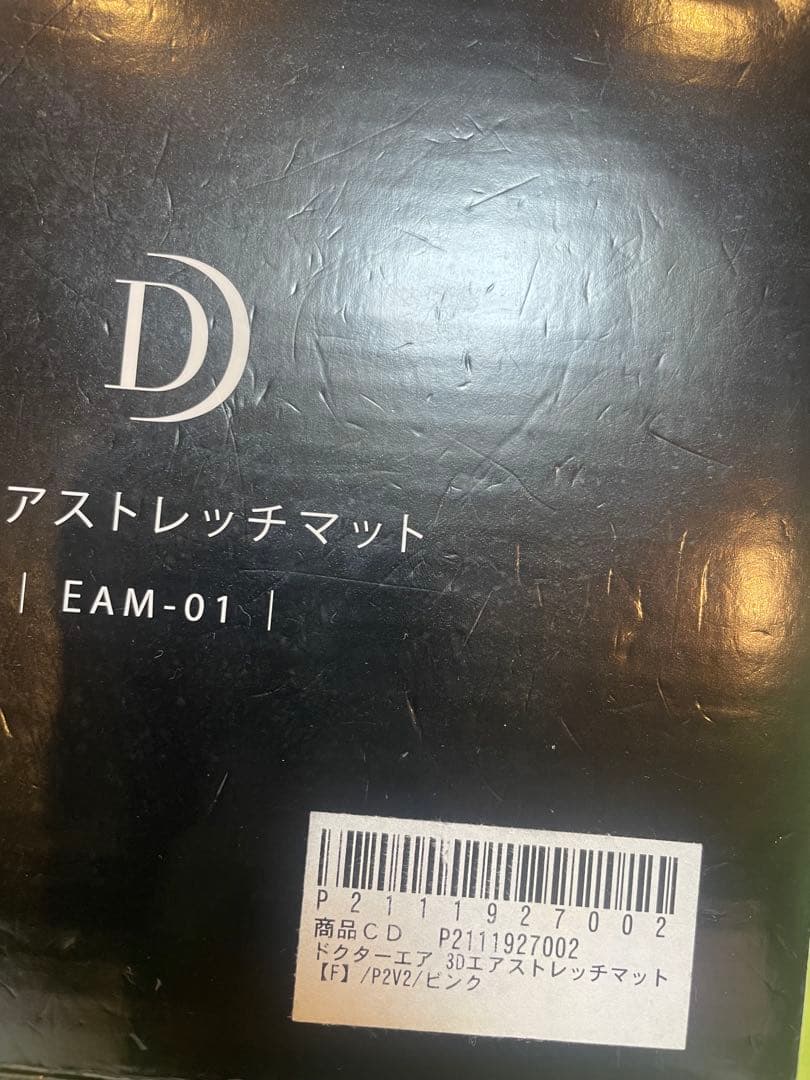 D
アストレッチマット
| EAM-01 |
P2111927002
商品CD P2111927002
ドクターエア 3Dエアストレッチマット
【F】/P2V2/ピンク